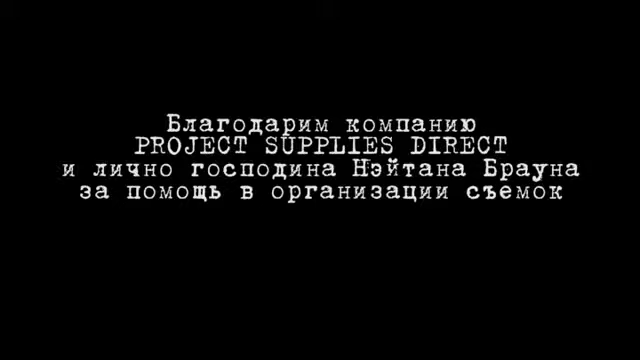 Благодарим компанию
PROJECT SUPPLIES DIRECT
и лично господина Нэйтана Брауна
за помощь в организации съемок